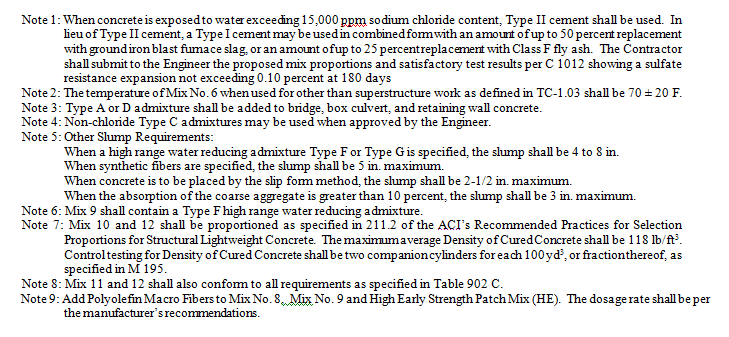 Note 1: When concrete is exposed to water exceeding 15,000 ppm sodium chloride content, Type II cement shall be used. In
lieu of Type II cement, a Type I cement may be used in combined form with an amount of up to 50 percent replacement
with ground iron blast furnace slag, or an amount of up to 25 percent replacement with Class F fly ash. The Contractor
shall submit to the Engineer the proposed mix proportions and satisfactory test results per C 1012 showing a sulfate
resistance expansion not exceeding 0.10 percent at 180 days
Note 2: The temperature of Mix No. 6 when used for other than superstructure work as defined in TC-1.03 shall be 70 ± 20 F.
Note 3: Type A or D admixture shall be added to bridge, box culvert, and retaining wall concrete.
Note 4: Non-chloride Type C admixtures may be used when approved by the Engineer.
Note 5: Other Slump Requirements:
When a high range water reducing admixture Type F or Type G is specified, the slump shall be 4 to 8 in.
When synthetic fibers are specified, the slump shall be 5 in. maximum.
When concrete is to be placed by the slip form method, the slump shall be 2-1/2 in. maximum.
When the absorption of the coarse aggregate is greater than 10 percent, the slump shall be 3 in. maximum.
Note 6: Mix 9 shall contain a Type F high range water reducing admixture.
Note 7: Mix 10 and 12 shall be proportioned as specified in 211.2 of the ACI's Recommended Practices for Selection
Proportions for Structural Lightweight Concrete. The maximum average Density of Cured Concrete shall be 118 lb/ft³.
Control testing for Density of Cured Concrete shall be two companion cylinders for each 100 yd³, or fraction thereof, as
specified in M 195.
Note 8: Mix 11 and 12 shall also conform to all requirements as specified in Table 902 C.
Note 9: Add Polyolefin Macro Fibers to Mix No. 8, Mix No. 9 and High Early Strength Patch Mix (HE). The dosage rate shall be per
the manufacturer's recommendations.